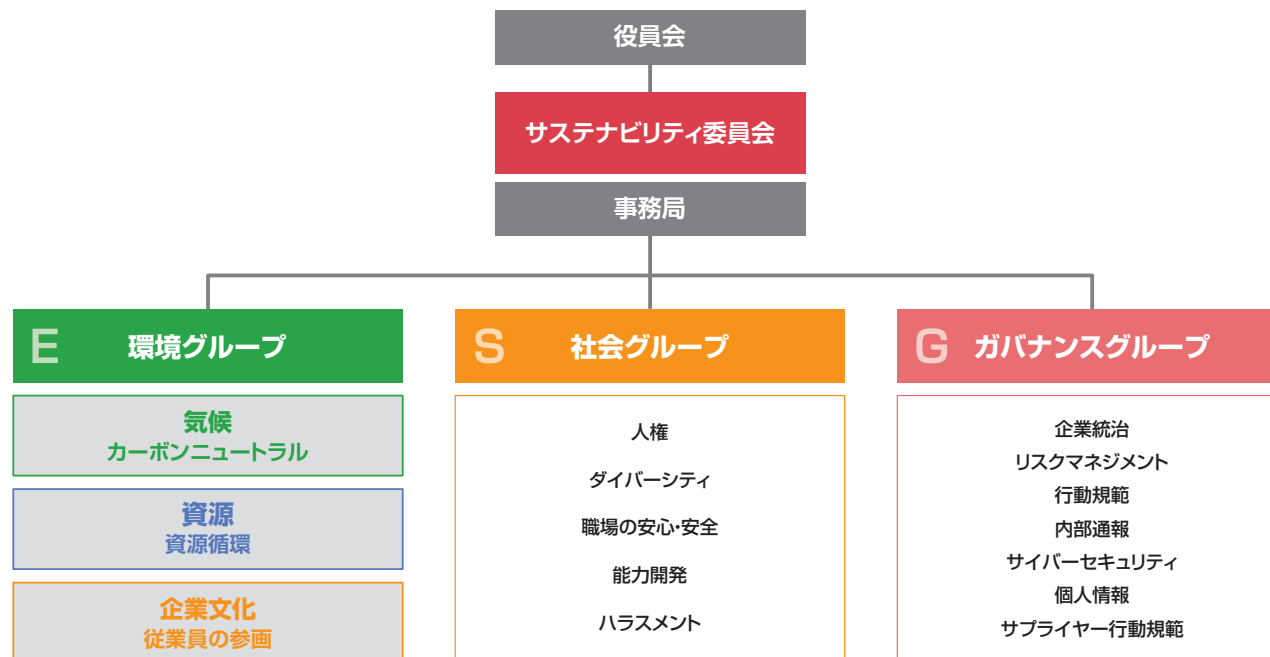 役員会
サステナビリティ委員会
事務局
E 環境グループ
気候
カーボンニュートラル
資源
資源循環
企業文化
従業員の参画
S 社会グループ
人権
ダイバーシティ
職場の安心・安全
能力開発
ハラスメント
G ガバナンスグループ
企業統治
リスクマネジメント
行動規範
内部通報
サイバーセキュリティ
個人情報
サプライヤー行動規範